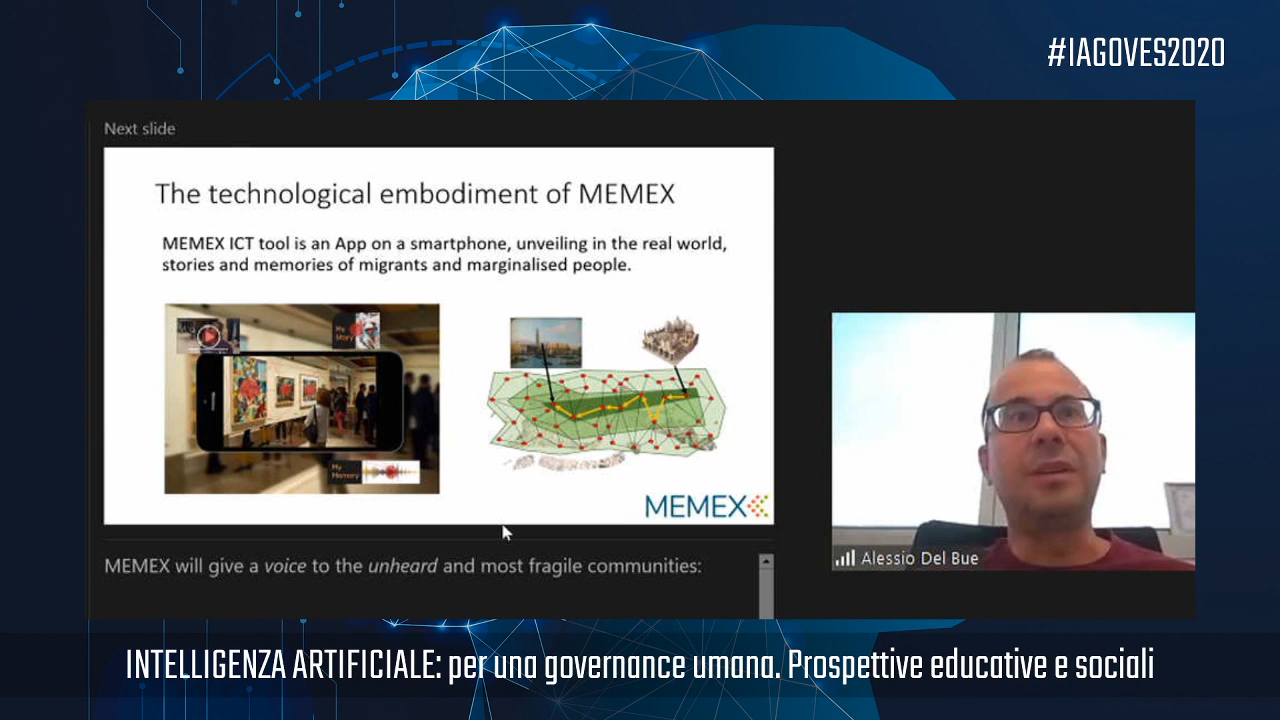 #IAGOVES2020
Next slide
The technological embodiment of MEMEX
MEMEX ICT tool is an App on a smartphone, unveiling in the real world,
stories and memories of migrants and marginalised people.
My
Story
My
Memory
MEMEX
MEMEX will give a voice to the unheard and most fragile communities:
Alessio Del Bue
INTELLIGENZA ARTIFICIALE: per una governance umana. Prospettive educative e sociali